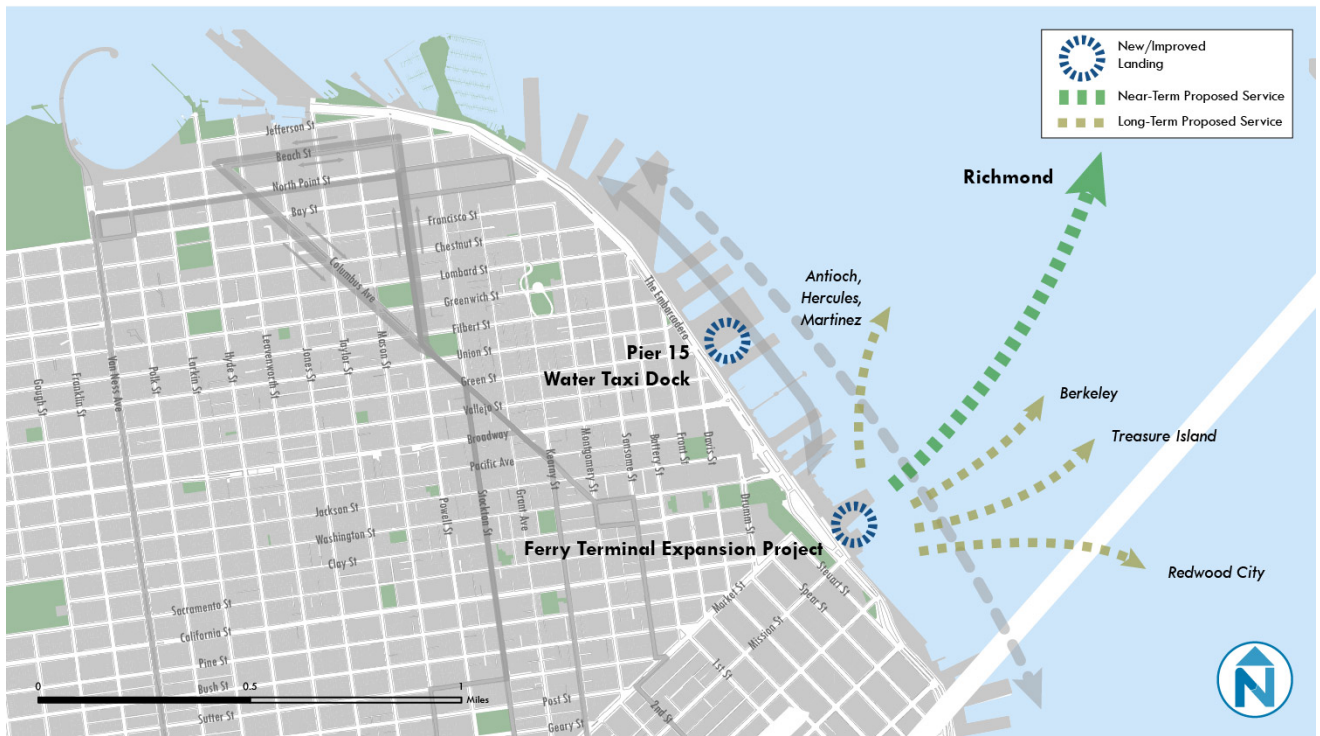 New/Improved
Landing
Near-Term Proposed Service
Long-Term Proposed Service
Richmond
Antioch,
Hercules,
Martinez
Berkeley
Treasure Island
Redwood City
Pier 15
Water Taxi Dock
Ferry Terminal Expansion Project
Jefferson St
Beach St
North Point St
Bay St
Francisco St
Chestnut St
Lombard St
Greenwich St
Filbert St
Union St
Green St
Vallejo St
Broadway
Pacific Ave
Jackson St
Washington St
Clay St
Sacramento St
California St
Pine St
Bush St
Sutter St
Post St
Geary St
Columbus Ave
The Embarcadero
Gough St
Franklin St
Van Ness Ave
Polk St
Larkin St
Hyde St
Leavenworth St
Jones St
Taylor St
Mason St
Powell St
Stockton St
Grant Ave
Kearny St
Montgomery St
Sansome St
Battery St
Front St
Davis St
Drumm St
Market St
Mission St
Spear St
Steuart St
1st St
2nd St
0
0.5
1
Miles
N